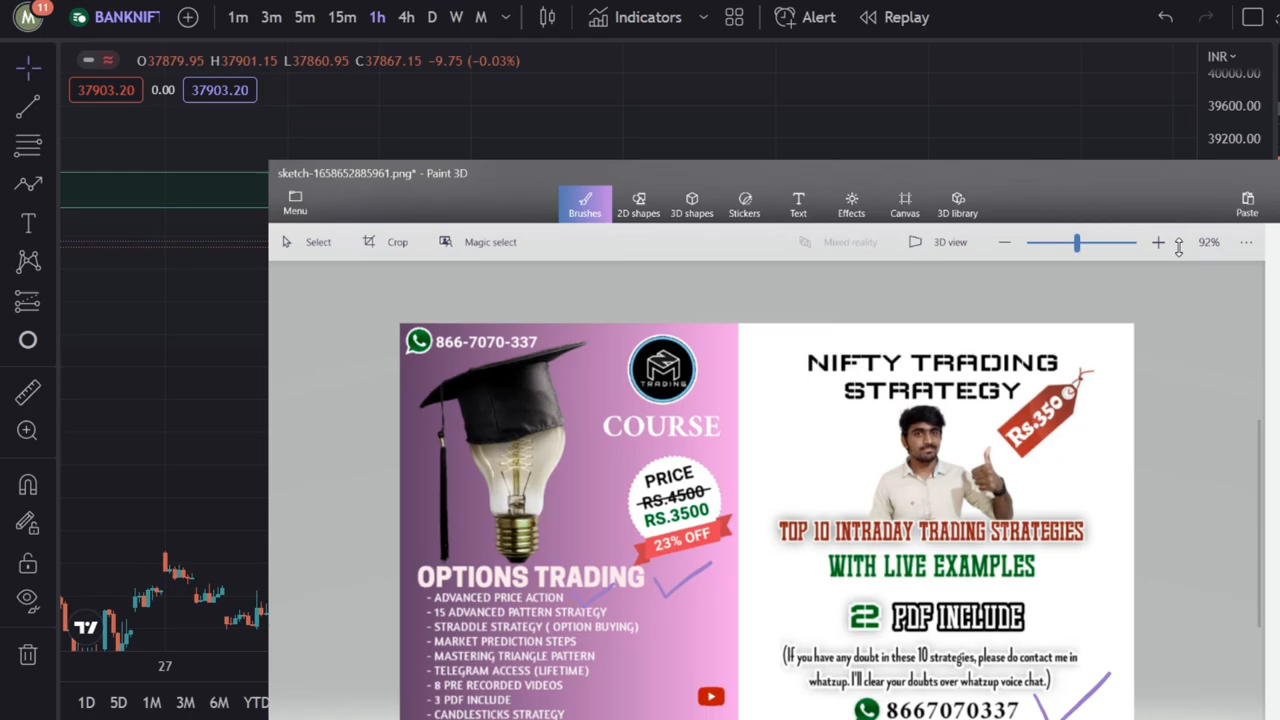 M 11 BANKNIF 1m 3m 5m 15m 1h 4h D W M Indicators Alert Replay
O37879.95 H37901.15 L37860.95 C37867.15 -9.75 (-0.03%) INR
37903.20 0.00 37903.20
40000.00
39600.00
39200.00
sketch-1658652885961.png* - Paint 3D
Menu Brushes 2D shapes 3D shapes Stickers Text Effects Canvas 3D library Paste
Select Crop Magic select Mixed reality 3D view 92%
866-7070-337
TRADING
COURSE
PRICE
RS.4500
RS.3500
23% OFF
OPTIONS TRADING
- ADVANCED PRICE ACTION
- 15 ADVANCED PATTERN STRATEGY
- STRADDLE STRATEGY ( OPTION BUYING)
- MARKET PREDICTION STEPS
- MASTERING TRIANGLE PATTERN
- TELEGRAM ACCESS (LIFETIME)
- 8 PRE RECORDED VIDEOS
- 3 PDF INCLUDE
- CANDLESTICKS STRATEGY
NIFTY TRADING
STRATEGY
Rs.350
TOP 10 INTRADAY TRADING STRATEGIES
WITH LIVE EXAMPLES
2 PDF INCLUDE
(If you have any doubt in these 10 strategies, please do contact me in
whatzup. I'll clear your doubts over whatzup voice chat.)
8667070337
27
1D 5D 1M 3M 6M YTD